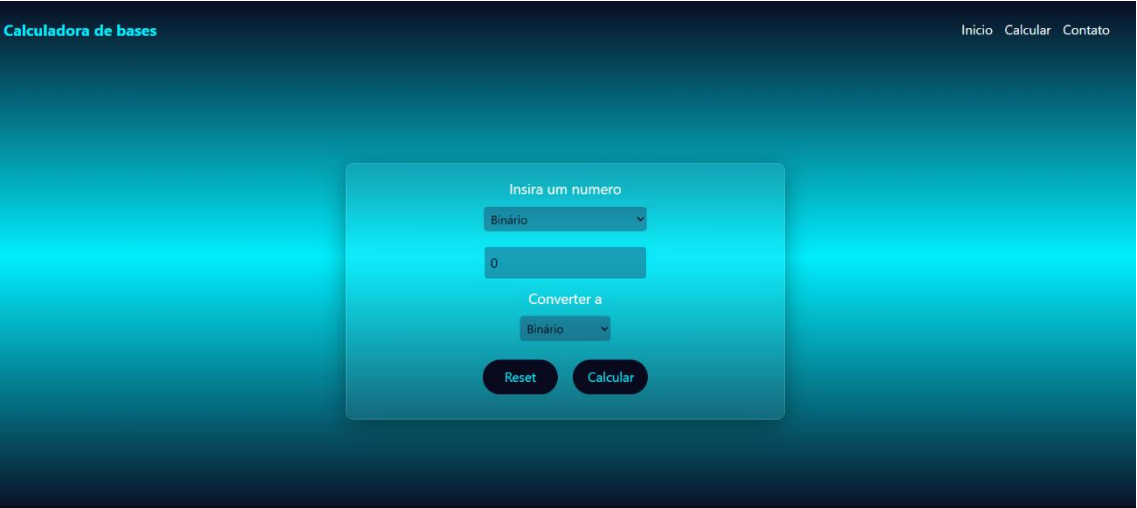 Calculadora de bases
Inicio Calcular Contato
Insira um numero
Binário
0
Converter a
Binário
Reset Calcular